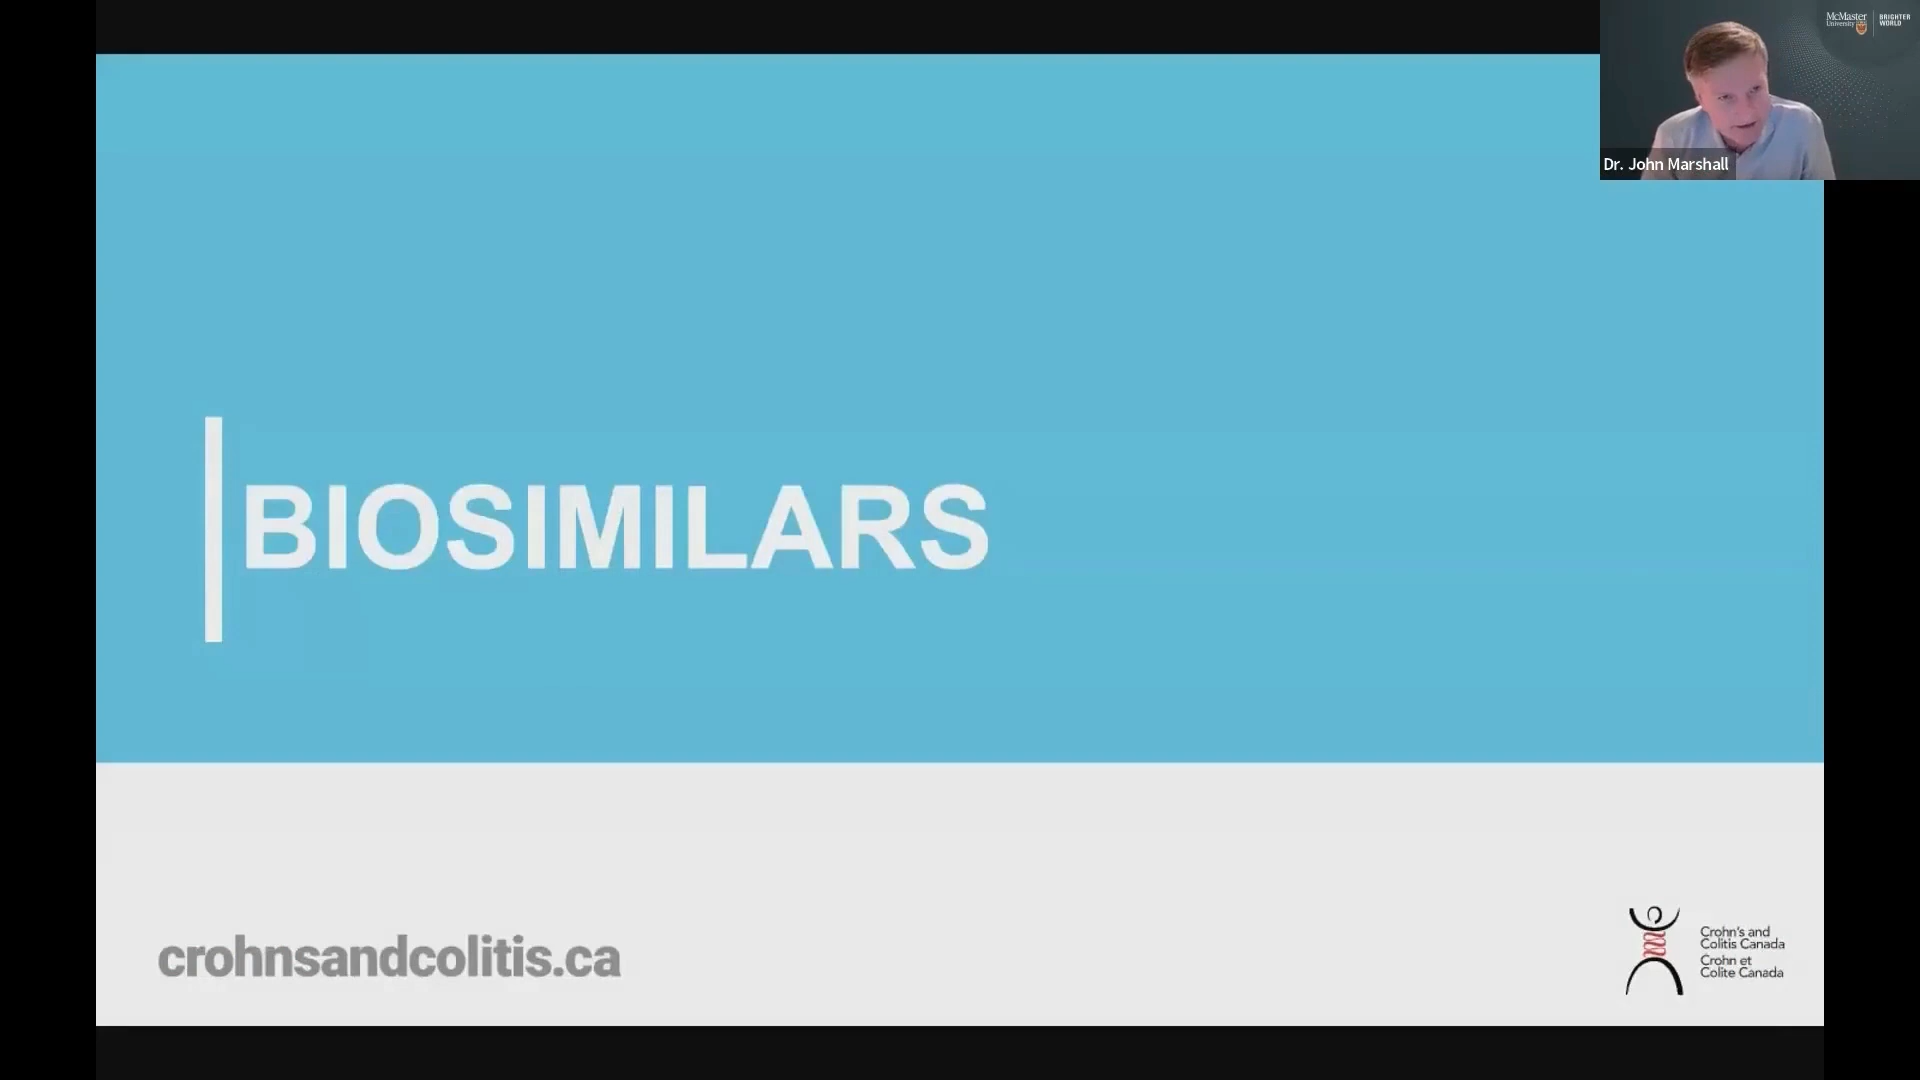 McMaster
University
BRIGHTER
WORLD
Dr. John Marshall
BIOSIMILARS
crohnsandcolitis.ca
Crohn's and
Colitis Canada
Crohn et
Colite Canada